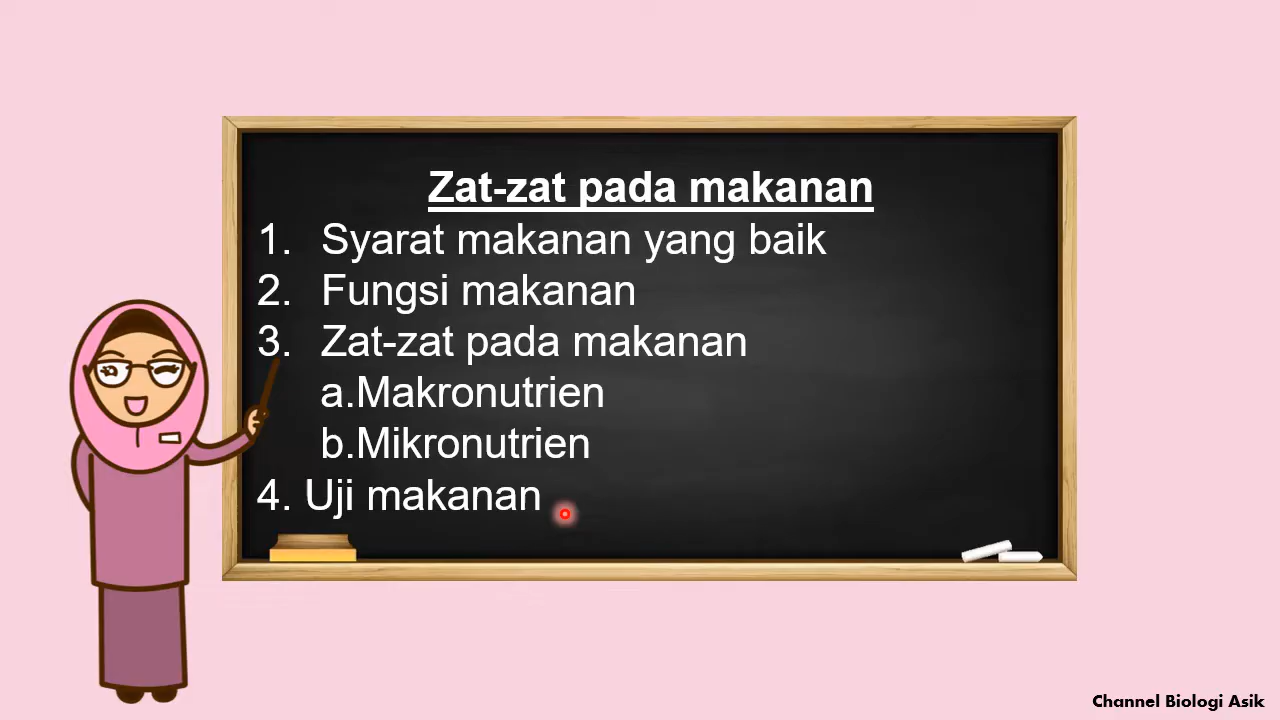 Zat-zat pada makanan
1. Syarat makanan yang baik
2. Fungsi makanan
3. Zat-zat pada makanan
a.Makronutrien
b.Mikronutrien
4. Uji makanan
Channel Biologi Asik